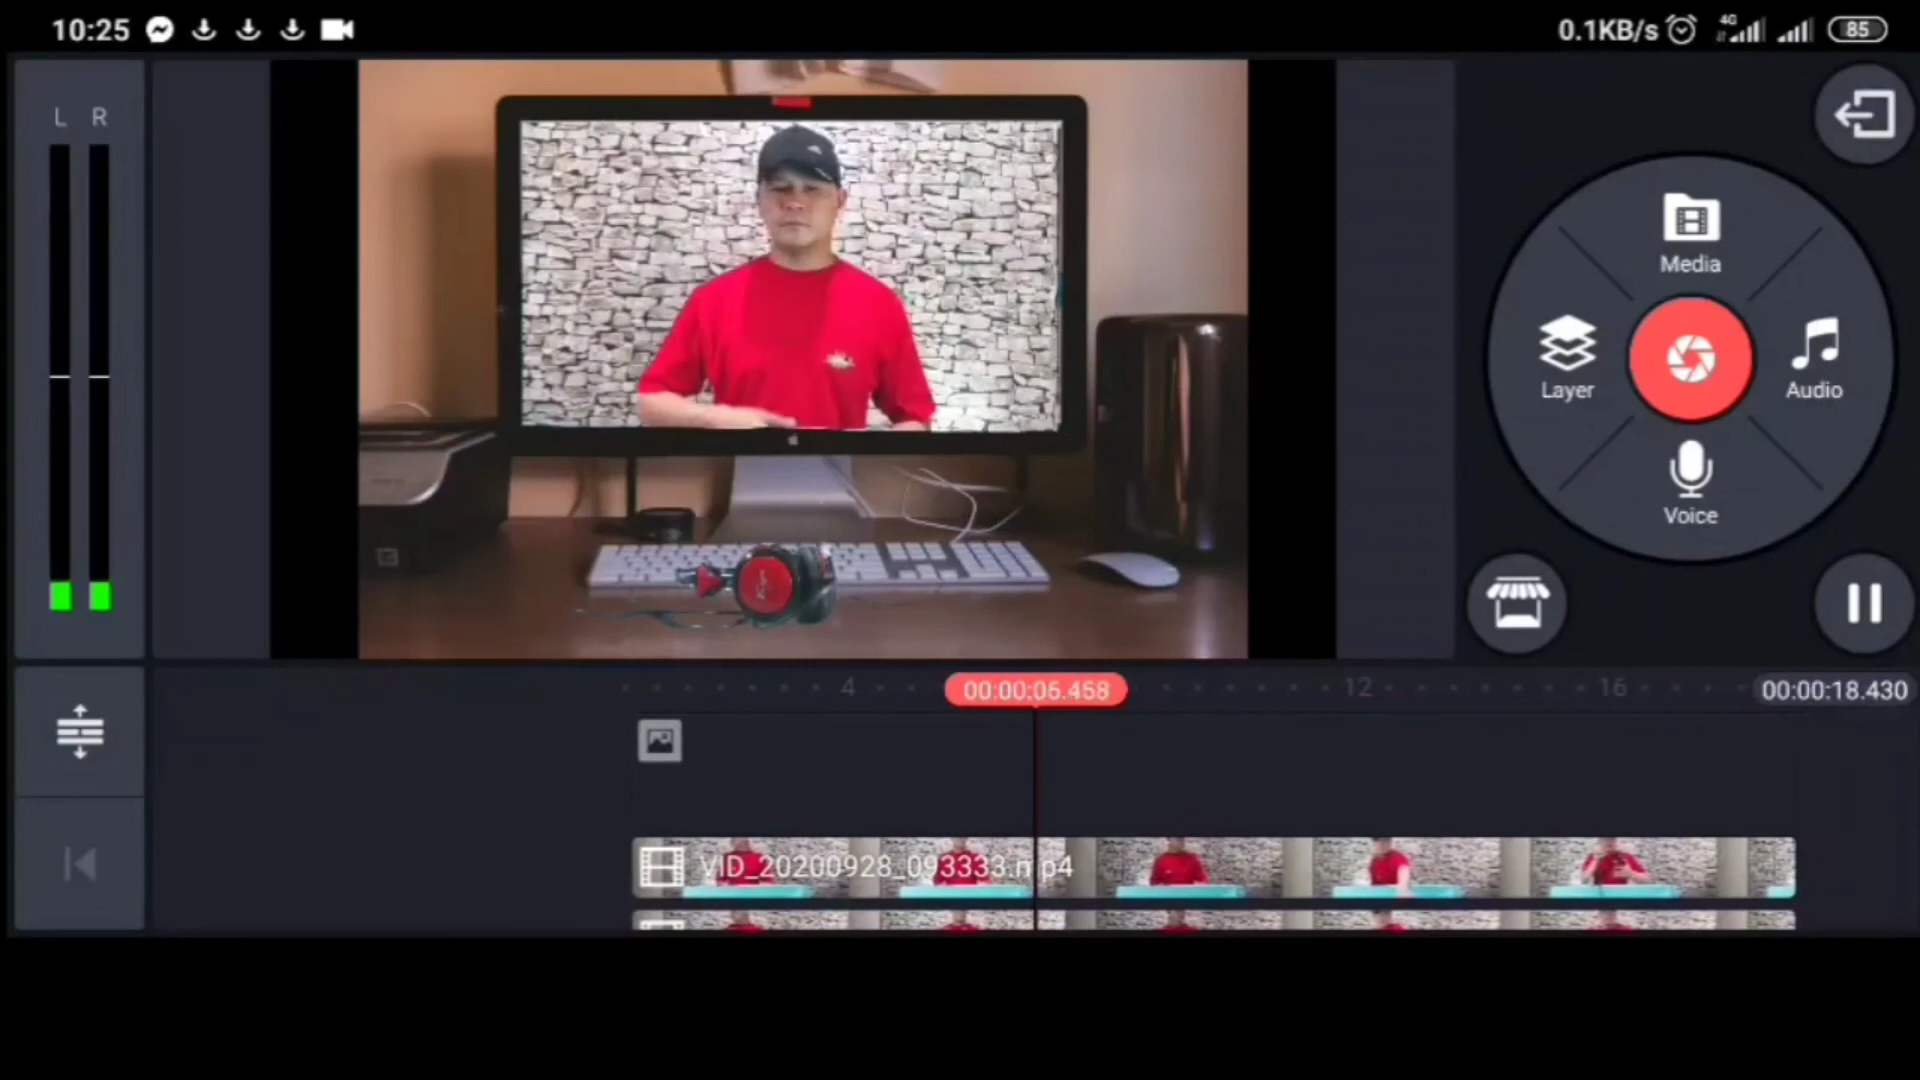 10:25
0.1KB/s 4G 85
L R
Media
Layer
Audio
Voice
4 00:00:05.458 12 16 00:00:18.430
VID_20200928_093333.mp4